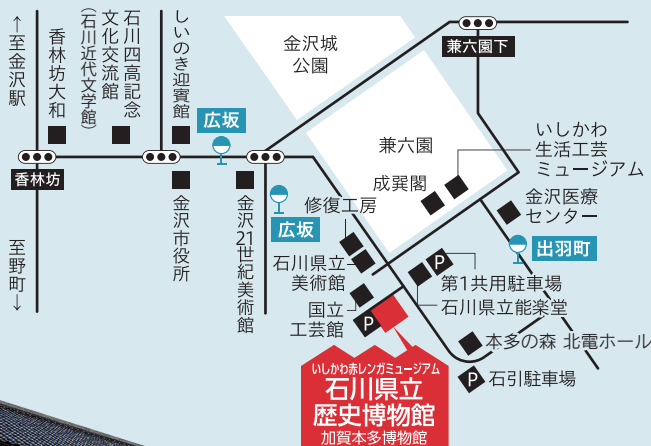 ←至金沢駅
香林坊大和
石川四高記念
文化交流館
(石川近代文学館)
しいのき迎賓館
金沢城
公園
兼六園下
広坂
兼六園
成巽閣
いしかわ
生活工芸
ミュージアム
香林坊
至野町→
金沢市役所
金沢21世紀美術館
広坂
修復工房
金沢医療
センター
出羽町
石川県立
美術館
P
第1共用駐車場
石川県立能楽堂
国立
工芸館
P
本多の森 北電ホール
P
石引駐車場
いしかわ赤レンガミュージアム
石川県立
歴史博物館
加賀本多博物館